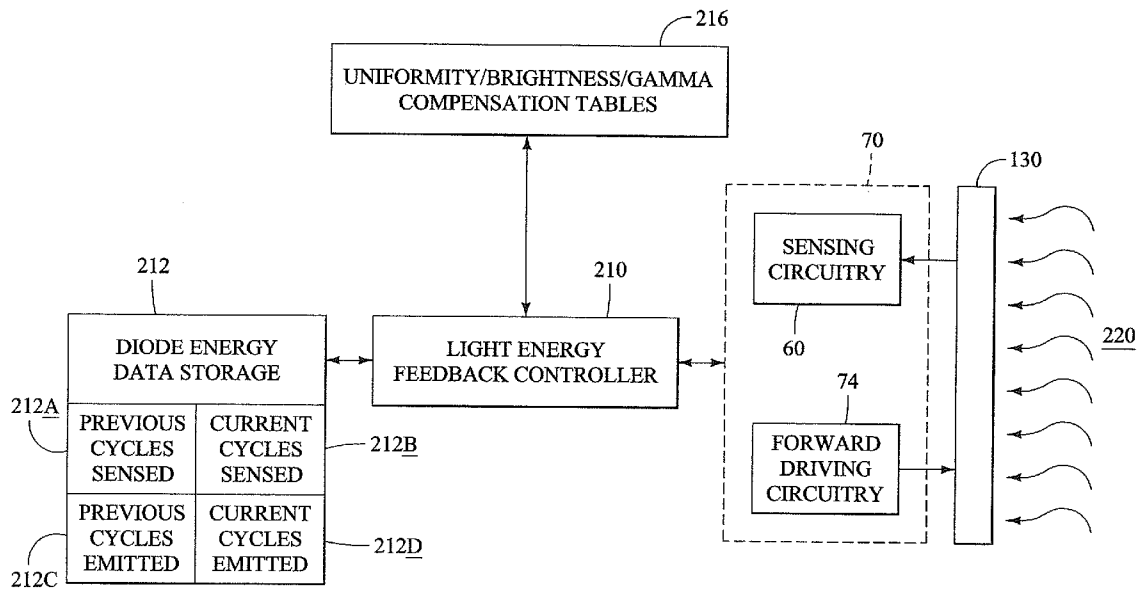 216
UNIFORMITY/BRIGHTNESS/GAMMA
COMPENSATION TABLES
70
130
SENSING
CIRCUITRY
60
220
74
FORWARD
DRIVING
CIRCUITRY
210
LIGHT ENERGY
FEEDBACK CONTROLLER
212
DIODE ENERGY
DATA STORAGE
212A
PREVIOUS
CYCLES
SENSED
CURRENT
CYCLES
SENSED
212B
PREVIOUS
CYCLES
EMITTED
CURRENT
CYCLES
EMITTED
212D
212C